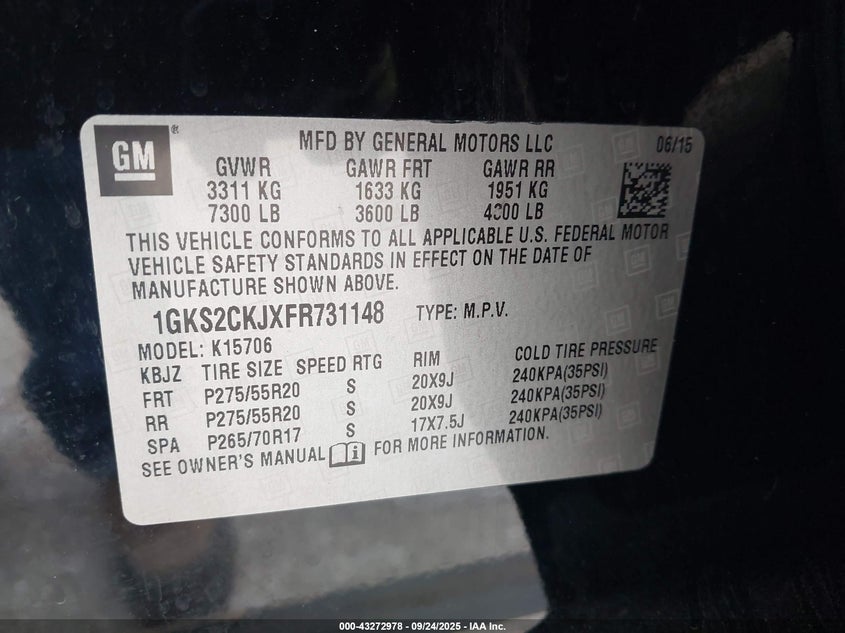 GM ®
MFD BY GENERAL MOTORS LLC 06/15
GVWR GAWR FRT GAWR RR
3311 KG 1633 KG 1951 KG
7300 LB 3600 LB 4300 LB
THIS VEHICLE CONFORMS TO ALL APPLICABLE U.S. FEDERAL MOTOR
VEHICLE SAFETY STANDARDS IN EFFECT ON THE DATE OF
MANUFACTURE SHOWN ABOVE.
1GKS2CKJXFR731148 TYPE: M.P.V.
MODEL: K15706
KBJZ TIRE SIZE SPEED RTG RIM COLD TIRE PRESSURE
FRT P275/55R20 S 20X9J 240KPA(35PSI)
RR P275/55R20 S 20X9J 240KPA(35PSI)
SPA P265/70R17 S 17X7.5J 240KPA(35PSI)
SEE OWNER'S MANUAL FOR MORE INFORMATION.
000-43272978 - 09/24/2025 - IAA Inc.